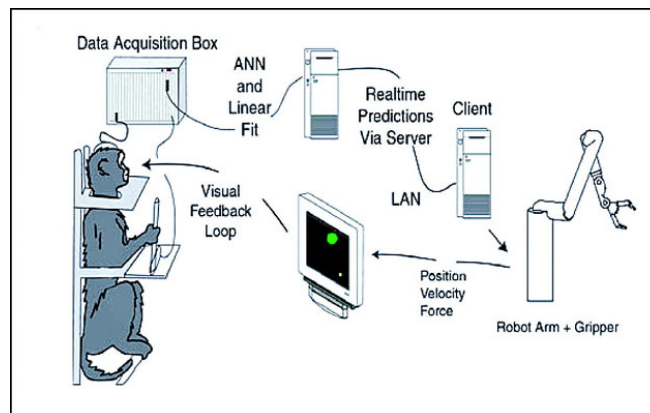 Data Acquisition Box
ANN
and
Linear
Fit
Realtime
Predictions
Via Server
Client
LAN
Visual
Feedback
Loop
Position
Velocity
Force
Robot Arm + Gripper